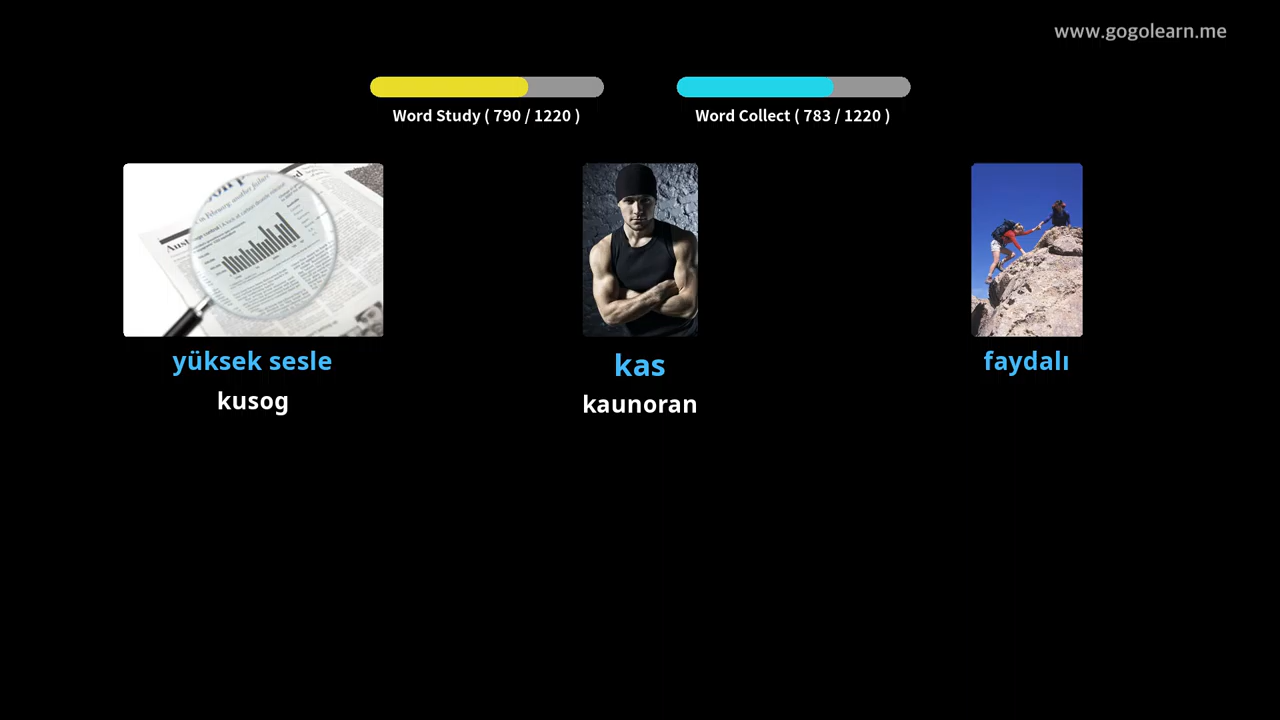 www.gogolearn.me
Word Study ( 790 / 1220 )
Word Collect ( 783 / 1220 )
yüksek sesle
kas
faydalı
kusog
kaunoran